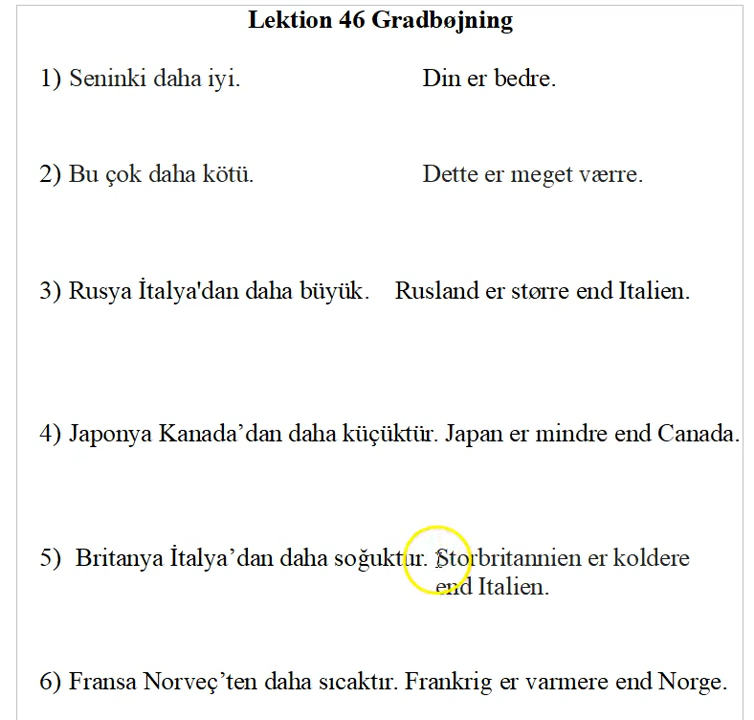 Lektion 46 Gradbøjning
1) Seninki daha iyi. Din er bedre.
2) Bu çok daha kötü. Dette er meget værre.
3) Rusya İtalya'dan daha büyük. Rusland er større end Italien.
4) Japonya Kanada’dan daha küçüktür. Japan er mindre end Canada.
5) Britanya İtalya’dan daha soğuktur. Storbritannien er koldere
end Italien.
6) Fransa Norveç’ten daha sıcaktır. Frankrig er varmere end Norge.